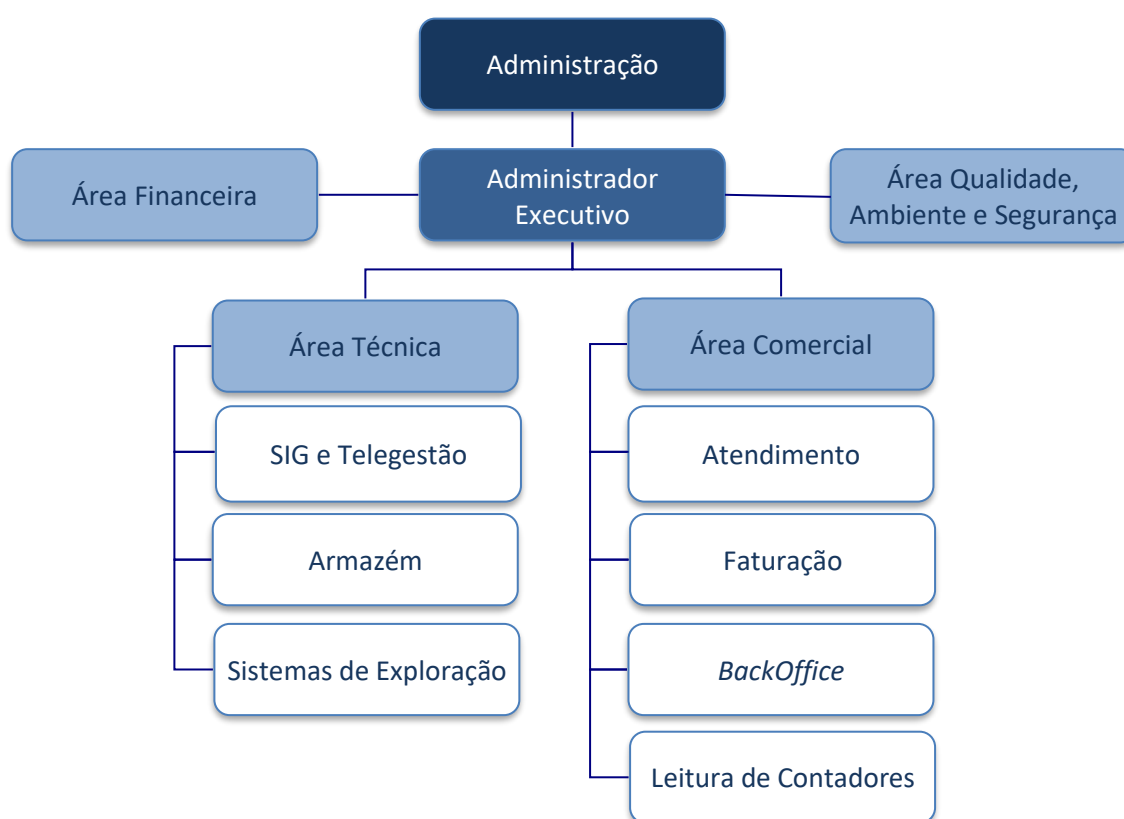 Administração
Área Financeira
Administrador
Executivo
Área Qualidade,
Ambiente e Segurança
Área Técnica
Área Comercial
SIG e Telegestão
Atendimento
Armazém
Faturação
Sistemas de Exploração
BackOffice
Leitura de Contadores